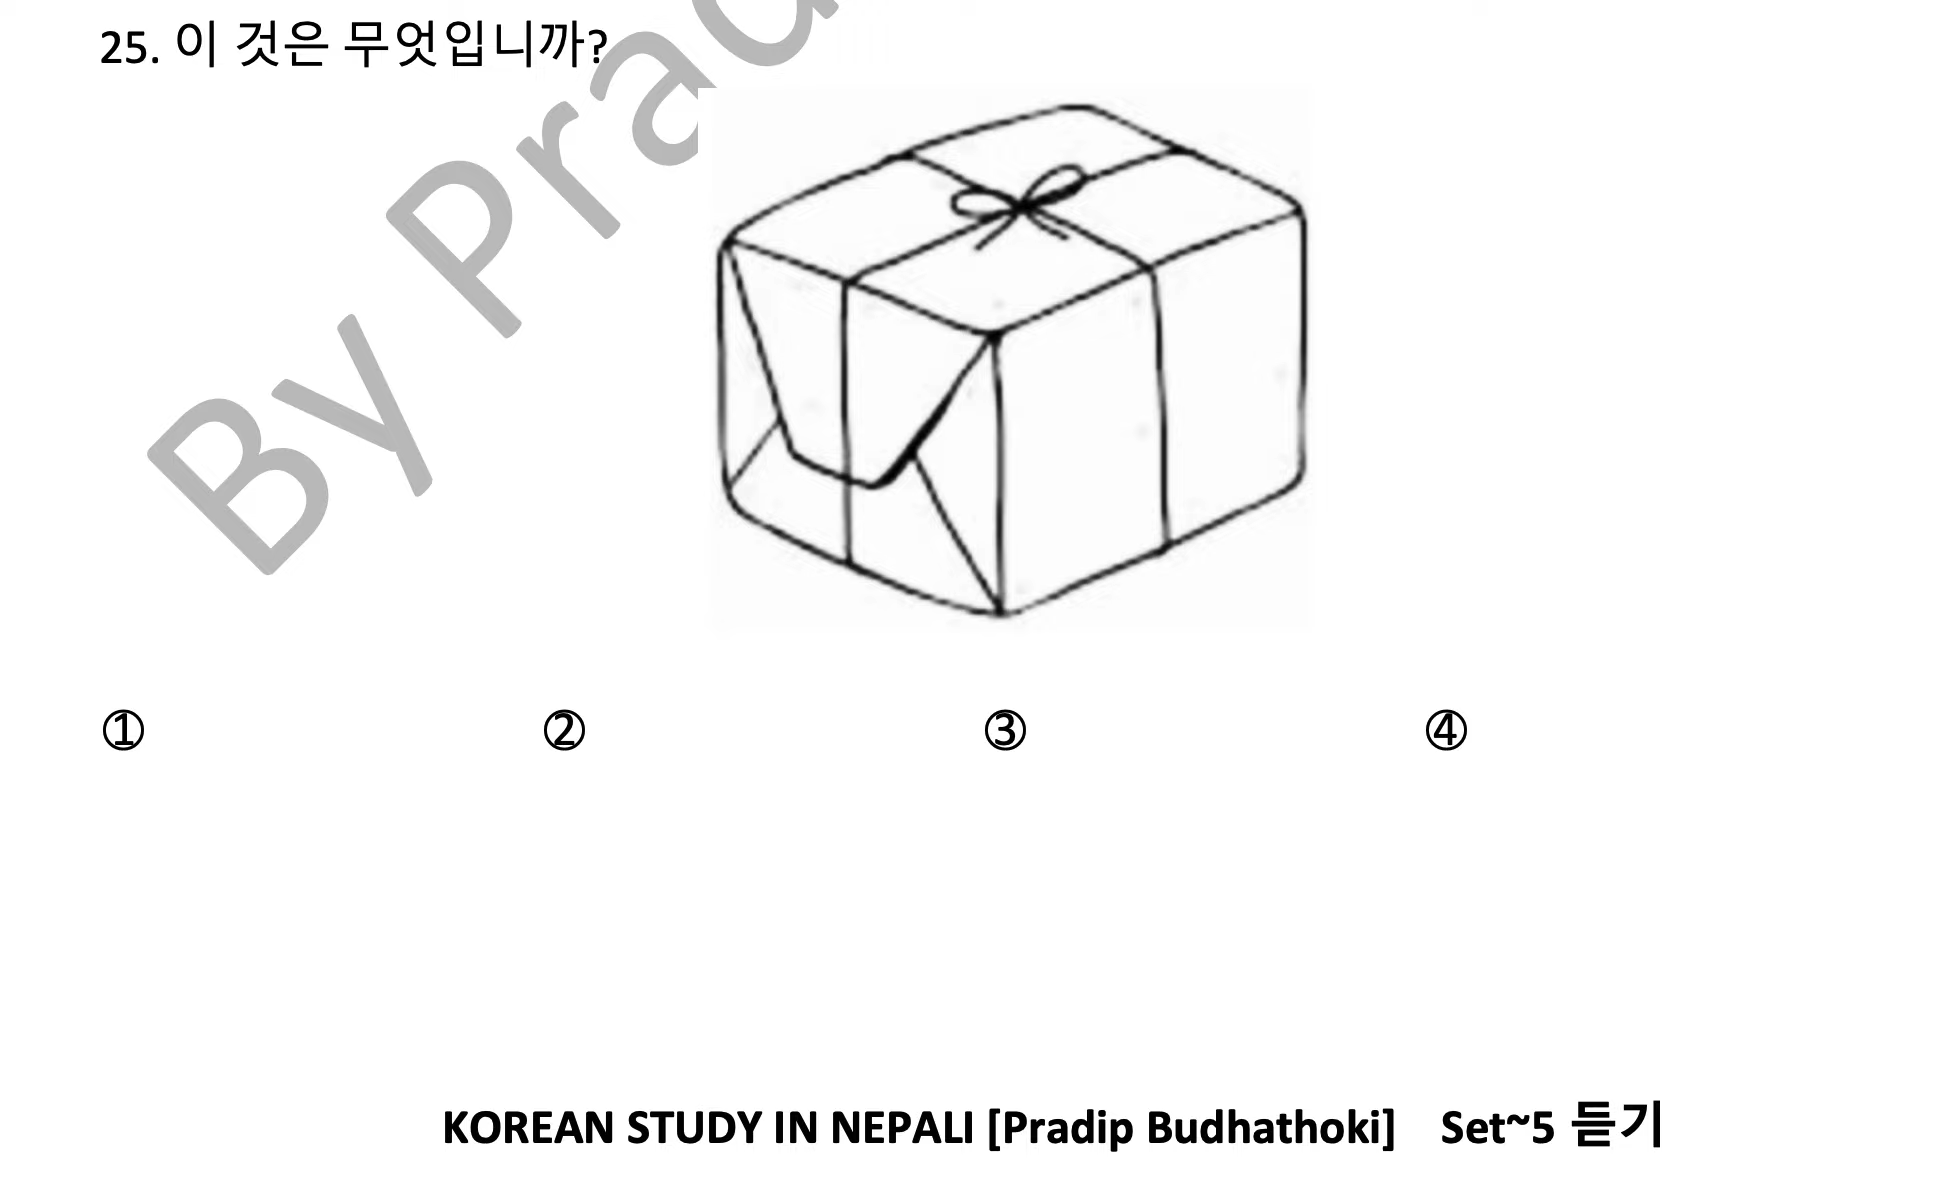 25. 이 것은 무엇입니까?
By Prad
① ② ③ ④
KOREAN STUDY IN NEPALI [Pradip Budhathoki] Set~5 듣기